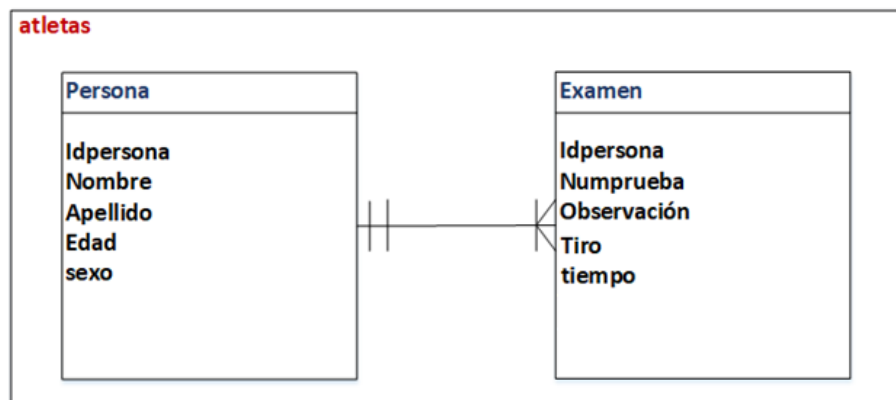 atletas
Persona
Idpersona
Nombre
Apellido
Edad
sexo
Examen
Idpersona
Numprueba
Observación
Tiro
tiempo